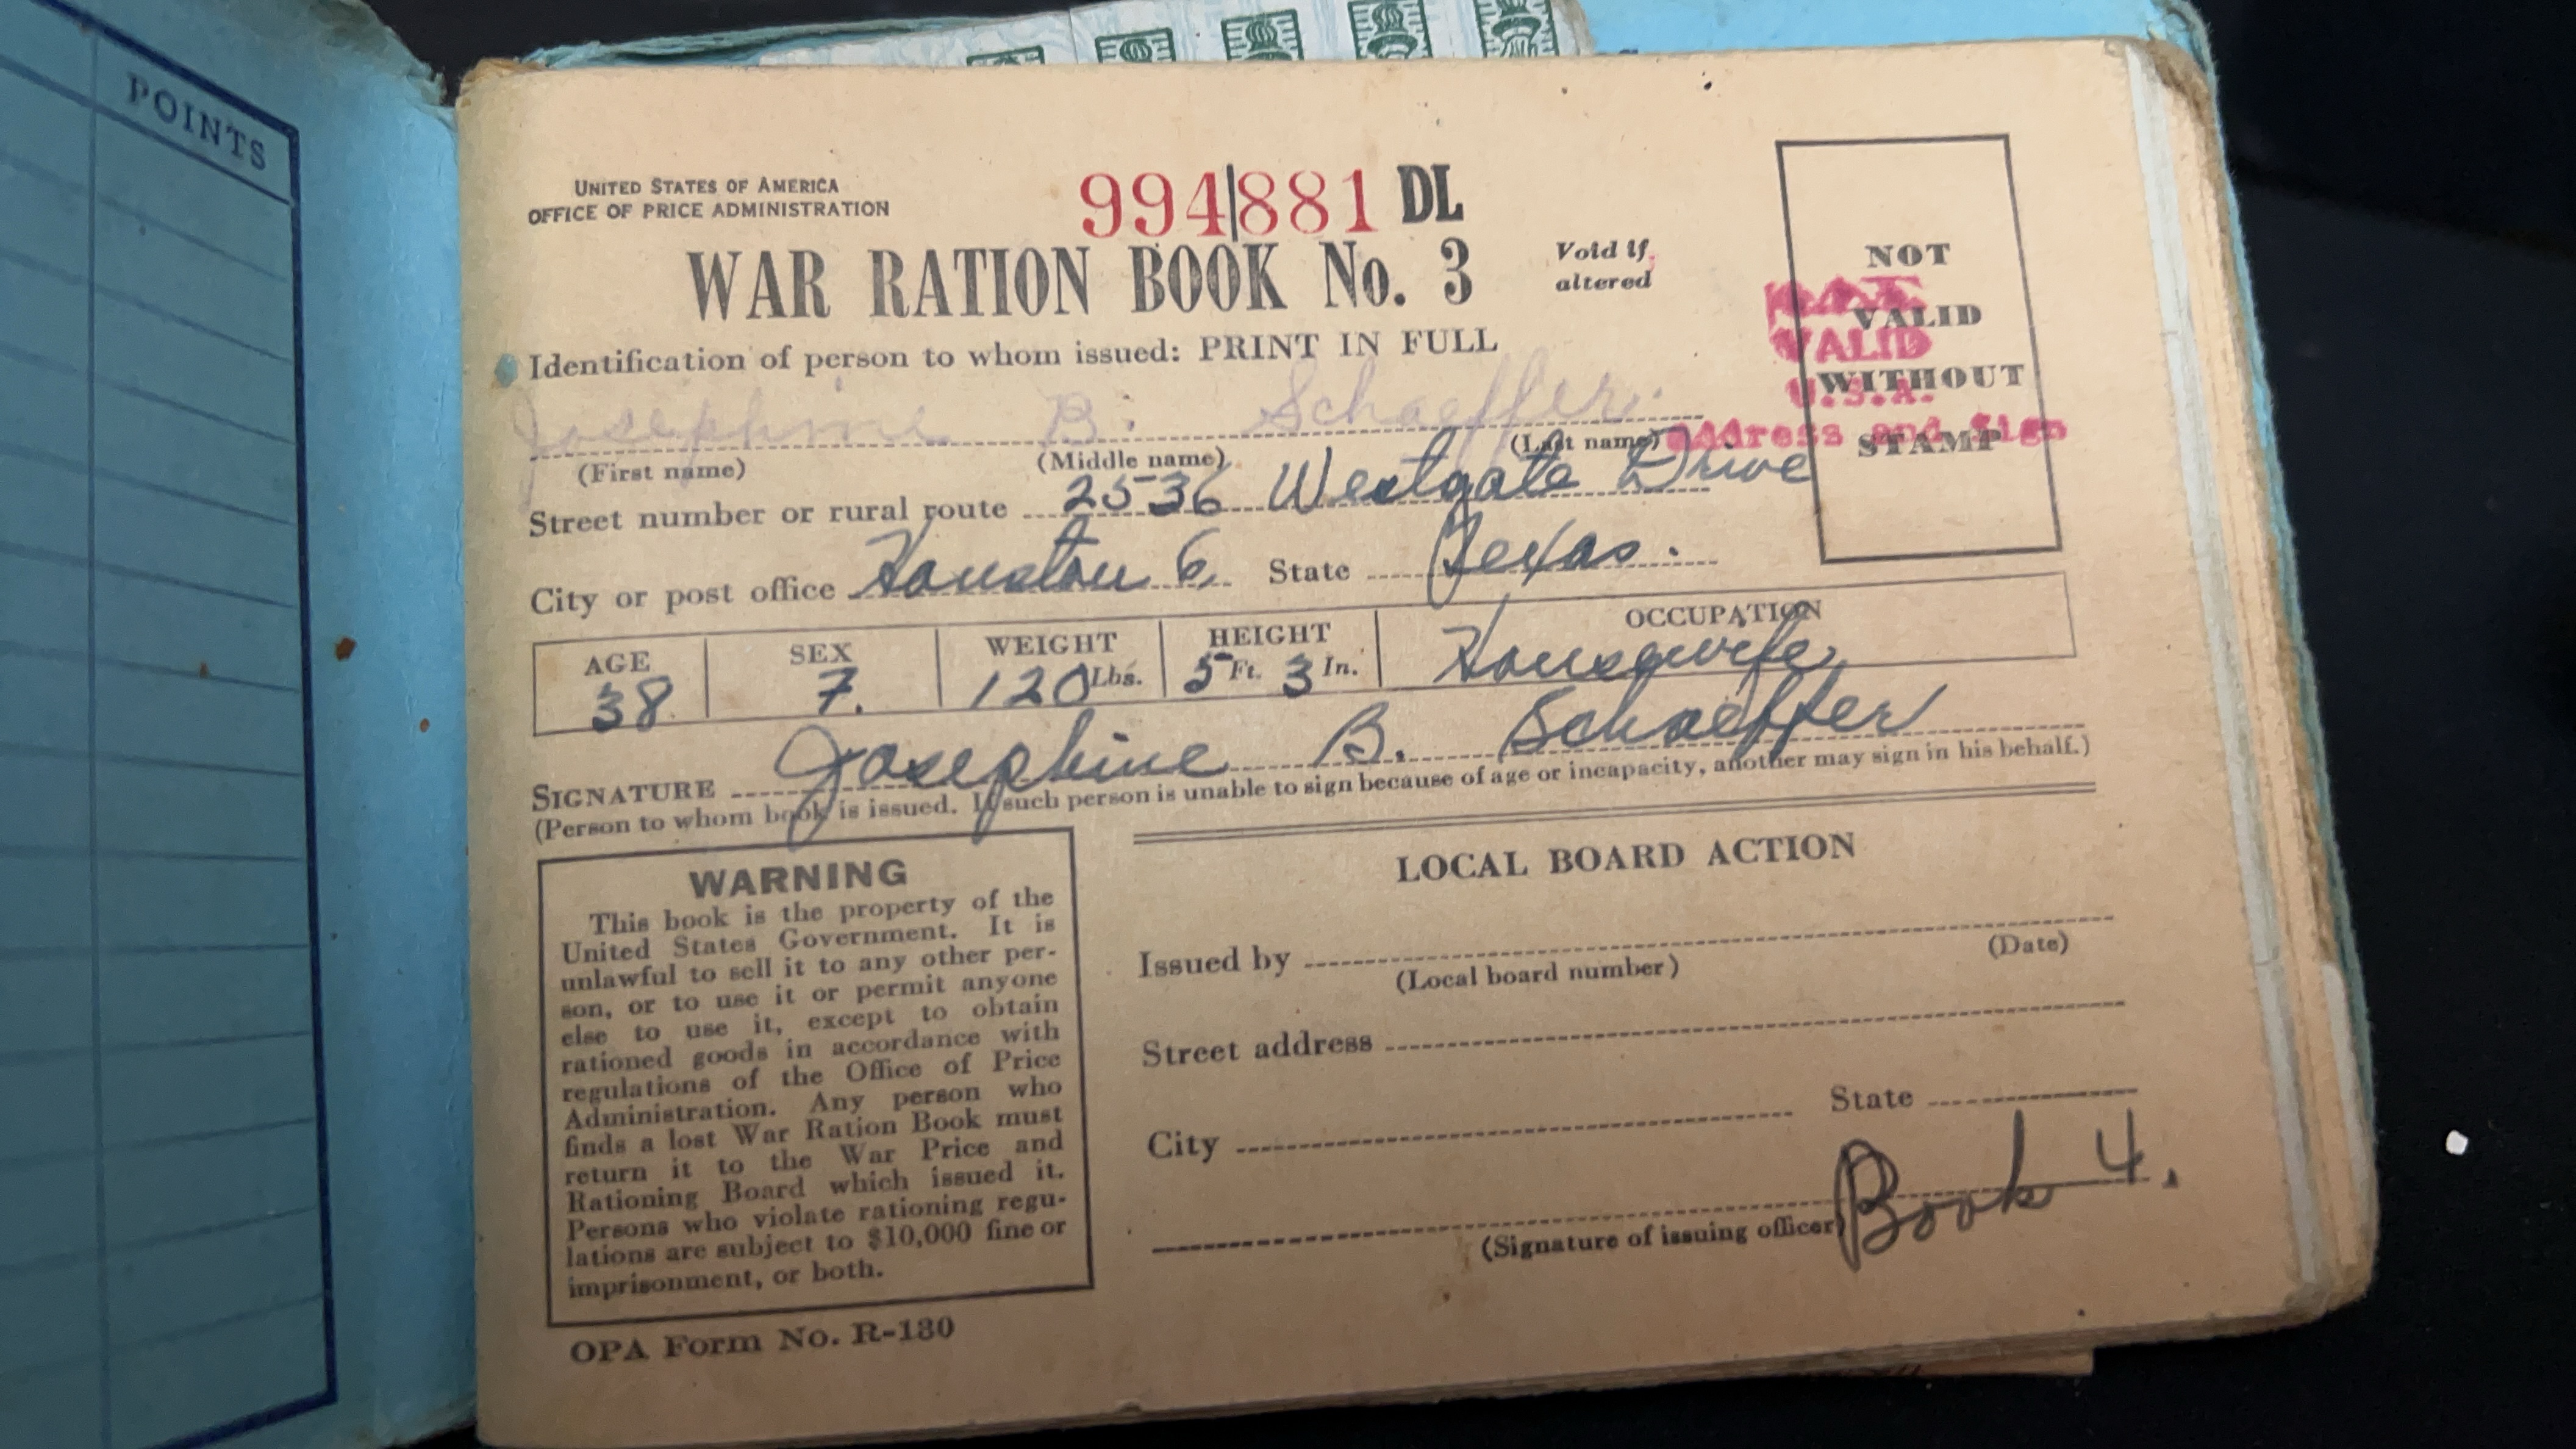 POINTS
UNITED STATES OF AMERICA
OFFICE OF PRICE ADMINISTRATION
994881 DL
WAR RATION BOOK No. 3
Void if
altered
NOT
VALID
WITHOUT
STAMP
VALID
U.S.A.
address and Sign
Identification of person to whom issued: PRINT IN FULL
Josephine B. Schaeffer.
(First name) (Middle name) (Last name)
Street number or rural route 2536 Westgate Drive
City or post office Houston 6 State Texas.
AGE SEX WEIGHT HEIGHT OCCUPATION
38 F. 120 Lbs. 5 Ft. 3 In. Housewife
SIGNATURE Josephine B. Schaeffer
(Person to whom book is issued. If such person is unable to sign because of age or incapacity, another may sign in his behalf.)
WARNING
This book is the property of the
United States Government. It is
unlawful to sell it to any other per-
son, or to use it or permit anyone
else to use it, except to obtain
rationed goods in accordance with
regulations of the Office of Price
Administration. Any person who
finds a lost War Ration Book must
return it to the War Price and
Rationing Board which issued it.
Persons who violate rationing regu-
lations are subject to $10,000 fine or
imprisonment, or both.
OPA Form No. R-130
LOCAL BOARD ACTION
Issued by
(Local board number) (Date)
Street address
City State
(Signature of issuing officer)
Book 4.